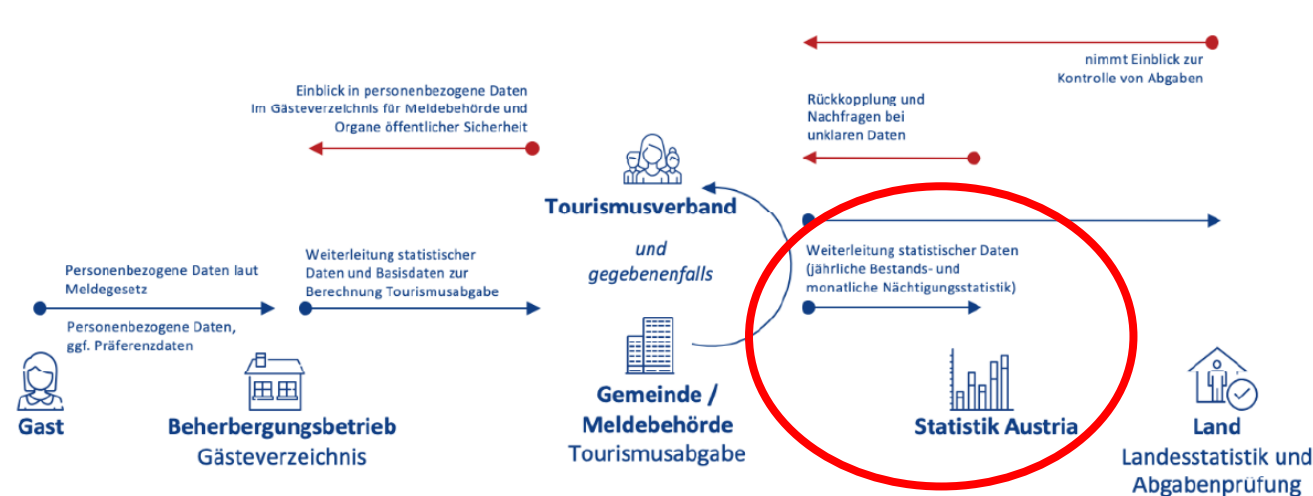 nimmt Einblick zur
Kontrolle von Abgaben
Einblick in personenbezogene Daten
im Gästeverzeichnis für Meldebehörde und
Organe öffentlicher Sicherheit
Rückkopplung und
Nachfragen bei
unklaren Daten
Tourismusverband
und
gegebenenfalls
Weiterleitung statistischer
Daten und Basisdaten zur
Berechnung Tourismusabgabe
Weiterleitung statistischer Daten
(jährliche Bestands- und
monatliche Nächtigungsstatistik)
Personenbezogene Daten laut
Meldegesetz
Personenbezogene Daten,
ggf. Präferenzdaten
Gast
Beherbergungsbetrieb
Gästeverzeichnis
Gemeinde /
Meldebehörde
Tourismusabgabe
Statistik Austria
Land
Landesstatistik und
Abgabenprüfung